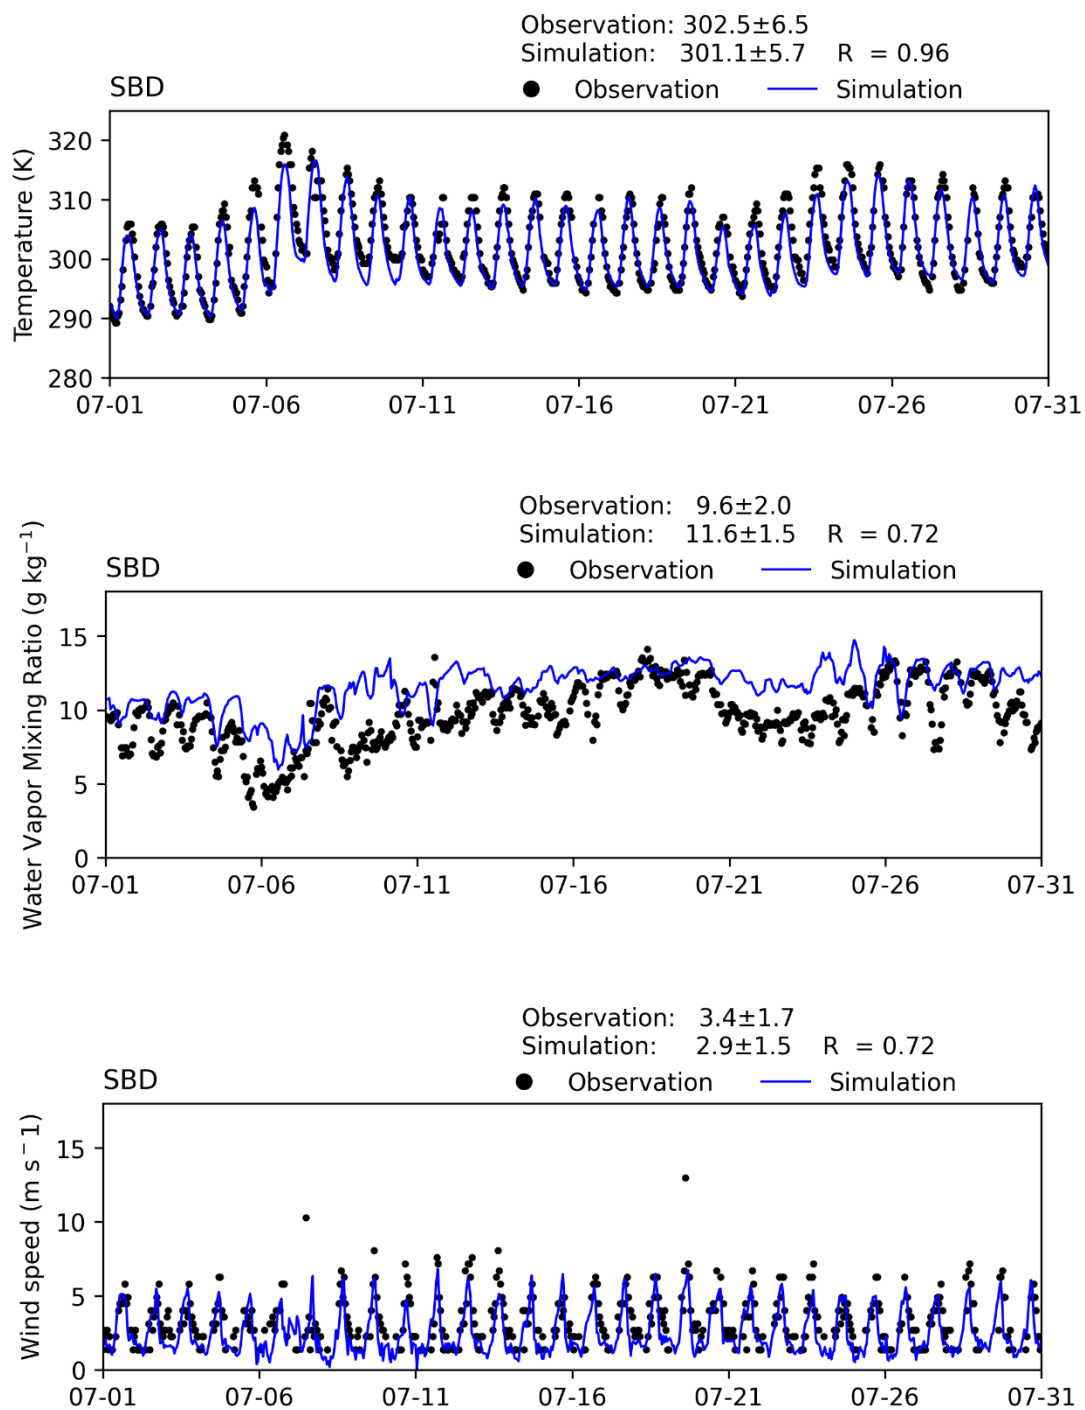 Observation: 302.5±6.5
Simulation: 301.1±5.7 R = 0.96
SBD
Observation Simulation
Temperature (K)
320
310
300
290
280
07-01 07-06 07-11 07-16 07-21 07-26 07-31
Observation: 9.6±2.0
Simulation: 11.6±1.5 R = 0.72
SBD
Observation Simulation
Water Vapor Mixing Ratio (g kg⁻¹)
15
10
5
0
07-01 07-06 07-11 07-16 07-21 07-26 07-31
Observation: 3.4±1.7
Simulation: 2.9±1.5 R = 0.72
SBD
Observation Simulation
Wind speed (m s⁻1)
15
10
5
0
07-01 07-06 07-11 07-16 07-21 07-26 07-31